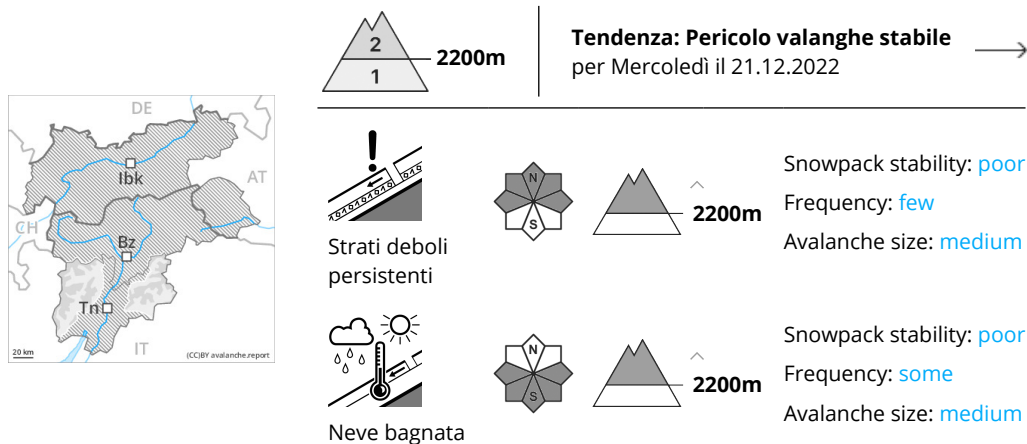 2
1
2200m
Tendenza: Pericolo valanghe stabile
per Mercoledì il 21.12.2022
DE
AT
CH
IT
Ibk
Bz
Tn
20 km
(CC)BY avalanche.report
Strati deboli
persistenti
N
S
2200m
Snowpack stability: poor
Frequency: few
Avalanche size: medium
Neve bagnata
N
S
2200m
Snowpack stability: poor
Frequency: some
Avalanche size: medium